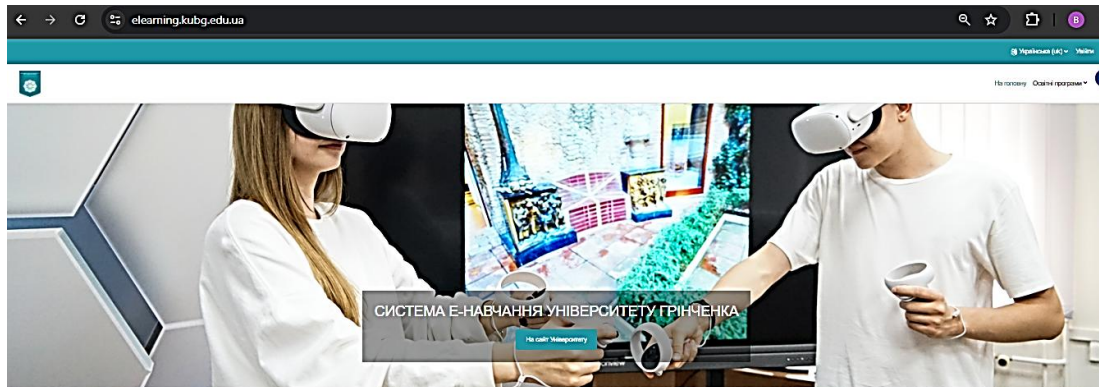 elearning.kubg.edu.ua
B
Українська (uk) Увійти
На головну Освітні програми
СИСТЕМА Е-НАВЧАННЯ УНІВЕРСИТЕТУ ГРІНЧЕНКА
На сайт Університету